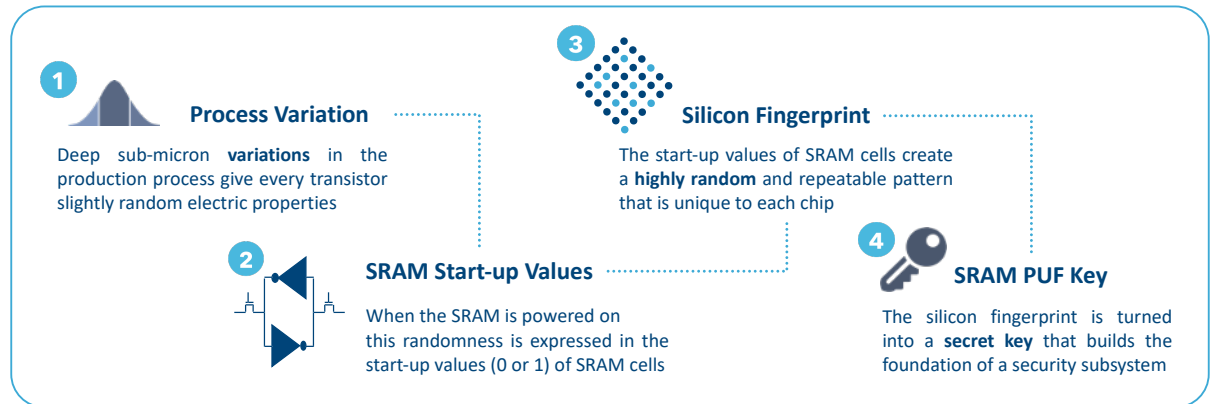 1
Process Variation
Deep sub-micron variations in the
production process give every transistor
slightly random electric properties
2
SRAM Start-up Values
When the SRAM is powered on
this randomness is expressed in the
start-up values (0 or 1) of SRAM cells
3
Silicon Fingerprint
The start-up values of SRAM cells create
a highly random and repeatable pattern
that is unique to each chip
4
SRAM PUF Key
The silicon fingerprint is turned
into a secret key that builds the
foundation of a security subsystem